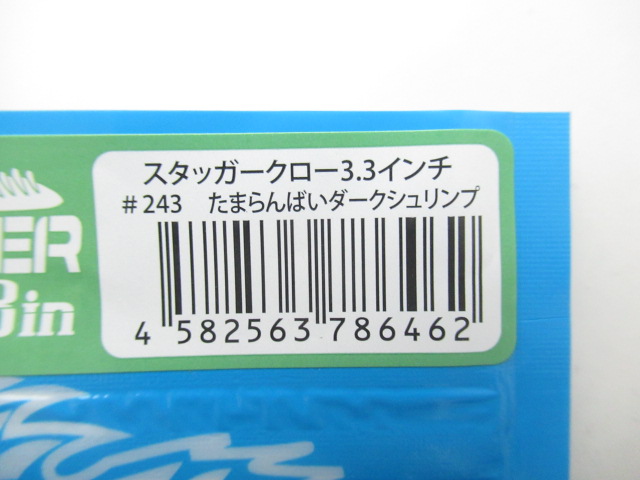 スタッガークロー3.3インチ
#243 たまらんばいダークシュリンプ
4 582563 786462
in